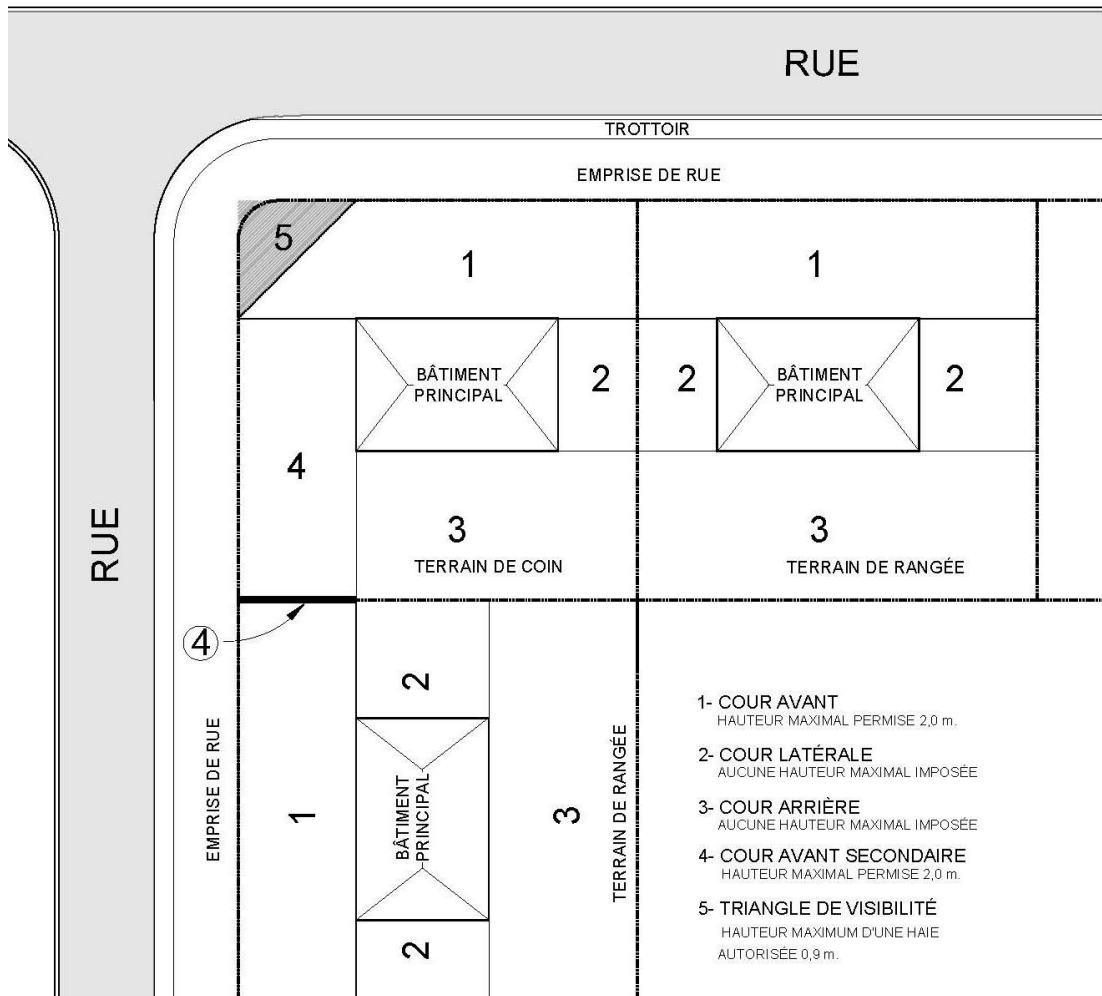 RUE
TROTTOIR
EMPRISE DE RUE
5
1
1
BÂTIMENT
PRINCIPAL
2
2
BÂTIMENT
PRINCIPAL
2
4
3
TERRAIN DE COIN
3
TERRAIN DE RANGÉE
RUE
4
EMPRISE DE RUE
1
2
BÂTIMENT
PRINCIPAL
2
3
TERRAIN DE RANGÉE
1- COUR AVANT
HAUTEUR MAXIMAL PERMISE 2,0 m.
2- COUR LATÉRALE
AUCUNE HAUTEUR MAXIMAL IMPOSÉE
3- COUR ARRIÈRE
AUCUNE HAUTEUR MAXIMAL IMPOSÉE
4- COUR AVANT SECONDAIRE
HAUTEUR MAXIMAL PERMISE 2,0 m.
5- TRIANGLE DE VISIBILITÉ
HAUTEUR MAXIMUM D'UNE HAIE
AUTORISÉE 0,9 m.